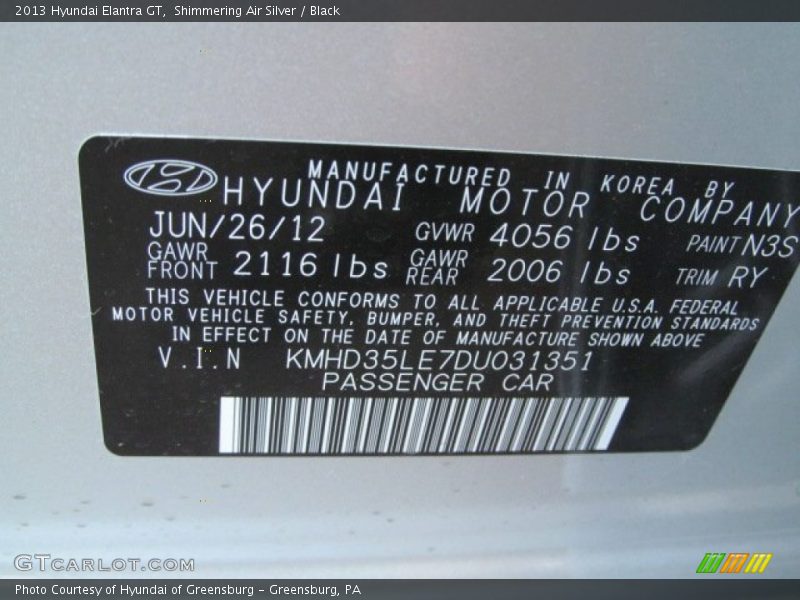 2013 Hyundai Elantra GT,  Shimmering Air Silver / Black
MANUFACTURED IN KOREA BY
HYUNDAI MOTOR COMPANY
JUN/26/12 GVWR 4056 lbs PAINT N3S
GAWR FRONT 2116 lbs GAWR REAR 2006 lbs TRIM RY
THIS VEHICLE CONFORMS TO ALL APPLICABLE U.S.A. FEDERAL
MOTOR VEHICLE SAFETY, BUMPER, AND THEFT PREVENTION STANDARDS
IN EFFECT ON THE DATE OF MANUFACTURE SHOWN ABOVE
V.I.N KMHD35LE7DU031351
PASSENGER CAR
GTCARLOT.COM
Photo Courtesy of Hyundai of Greensburg - Greensburg, PA